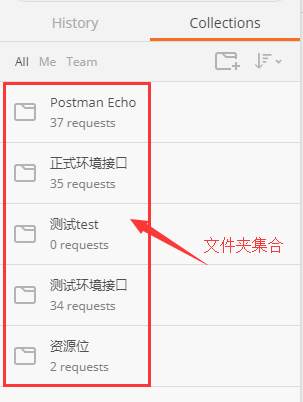 History Collections
All Me Team
Postman Echo
37 requests
正式环境接口
35 requests
测试test
0 requests
文件夹集合
测试环境接口
34 requests
资源位
2 requests